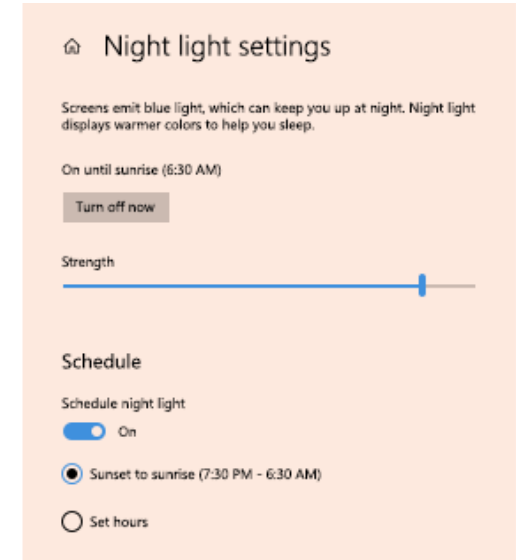 Night light settings
Screens emit blue light, which can keep you up at night. Night light
displays warmer colors to help you sleep.
On until sunrise (6:30 AM)
Turn off now
Strength
Schedule
Schedule night light
On
Sunset to sunrise (7:30 PM - 6:30 AM)
Set hours